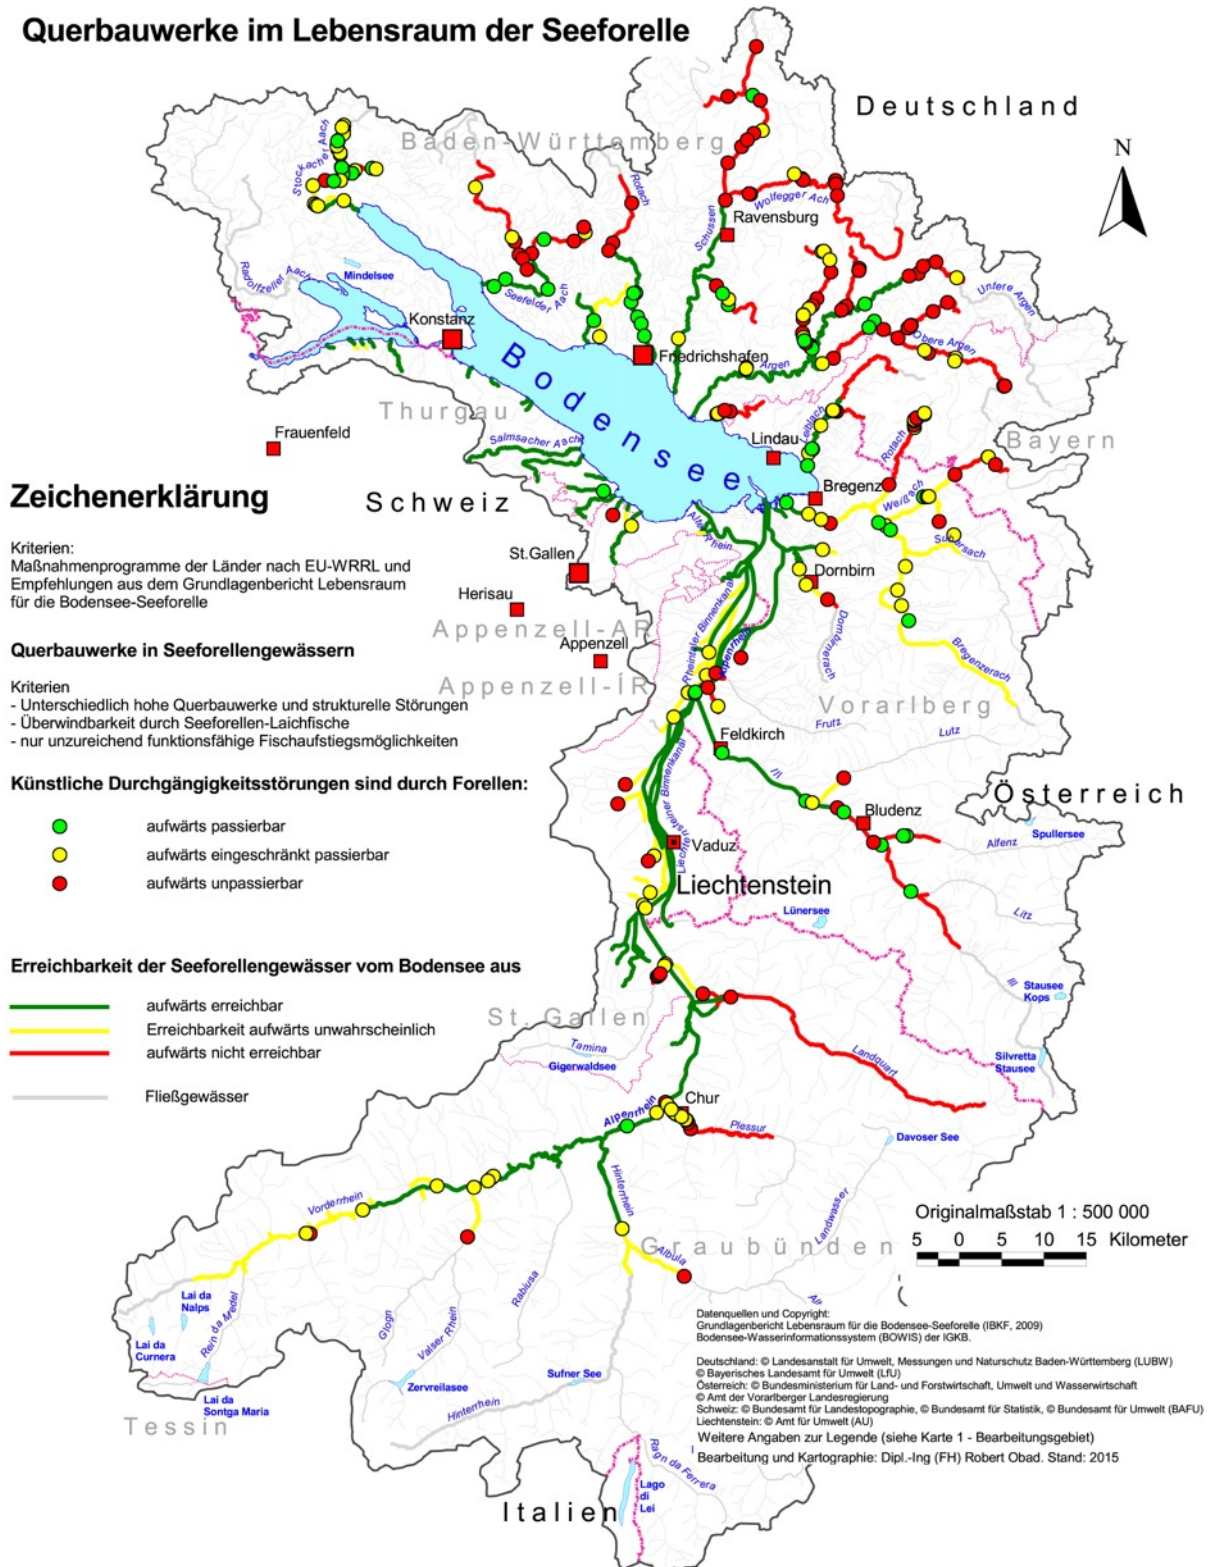 Querbauwerke im Lebensraum der Seeforelle
Deutschland
Baden-Württemberg
N
Stockacher Aach
Rotach
Wolfegger Ach
Ravensburg
Schussen
Radolfzeller Aach
Mindelsee
Seefelder Aach
Untere Argen
Konstanz
Bodensee
Friedrichshafen
Obere Argen
Argen
Thurgau
Frauenfeld
Salmsacher Aach
Lindau
Leiblach
Rotach
Bayern
Zeichenerklärung
Schweiz
Bregenz
Weißach
Alter Rhein
Subersach
Kriterien:
Maßnahmenprogramme der Länder nach EU-WRRL und
Empfehlungen aus dem Grundlagenbericht Lebensraum
für die Bodensee-Seeforelle
St.Gallen
Dornbirn
Herisau
Rheintaler Binnenkanal
Appenzell-AR
Alpenrhein
Dornbirnerach
Bregenzerach
Querbauwerke in Seeforellengewässern
Appenzell
Appenzell-ÍR
Kriterien
- Unterschiedlich hohe Querbauwerke und strukturelle Störungen
- Überwindbarkeit durch Seeforellen-Laichfische
- nur unzureichend funktionsfähige Fischaufstiegsmöglichkeiten
Vorarlberg
Frutz
Lutz
Feldkirch
Ill
Künstliche Durchgängigkeitsstörungen sind durch Forellen:
Österreich
aufwärts passierbar
Bludenz
Spullersee
Alfenz
aufwärts eingeschränkt passierbar
Vaduz
Liechtensteiner Binnenkanal
aufwärts unpassierbar
Liechtenstein
Lünersee
Litz
Erreichbarkeit der Seeforellengewässer vom Bodensee aus
Ill
Stausee
Kops
aufwärts erreichbar
St. Gallen
Erreichbarkeit aufwärts unwahrscheinlich
aufwärts nicht erreichbar
Tamina
Gigerwaldsee
Landquart
Silvretta
Stausee
Fließgewässer
Chur
Alpenrhein
Plessur
Davoser See
Hinterrhein
Vorderrhein
Landwasser
Originalmaßstab 1 : 500 000
5 0 5 10 15 Kilometer
Albula
Graubünden
Lai da
Nalps
Rein da Medel
Rabiusa
Glogn
Valser Rhein
Alb
Lai da
Curnera
Datenquellen und Copyright:
Grundlagenbericht Lebensraum für die Bodensee-Seeforelle (IBKF, 2009)
Bodensee-Wasserinformationssystem (BOWIS) der IGKB.
Sufner See
Zervreilasee
Lai da
Sontga Maria
Hinterrhein
Tessin
Deutschland: © Landesanstalt für Umwelt, Messungen und Naturschutz Baden-Württemberg (LUBW)
© Bayerisches Landesamt für Umwelt (LfU)
Österreich: © Bundesministerium für Land- und Forstwirtschaft, Umwelt und Wasserwirtschaft
© Amt der Vorarlberger Landesregierung
Schweiz: © Bundesamt für Landestopographie, © Bundesamt für Statistik, © Bundesamt für Umwelt (BAFU)
Liechtenstein: © Amt für Umwelt (AU)
Weitere Angaben zur Legende (siehe Karte 1 - Bearbeitungsgebiet)
Bearbeitung und Kartographie: Dipl.-Ing (FH) Robert Obad. Stand: 2015
Ragn da Ferrera
Lago
di
Lei
Italien